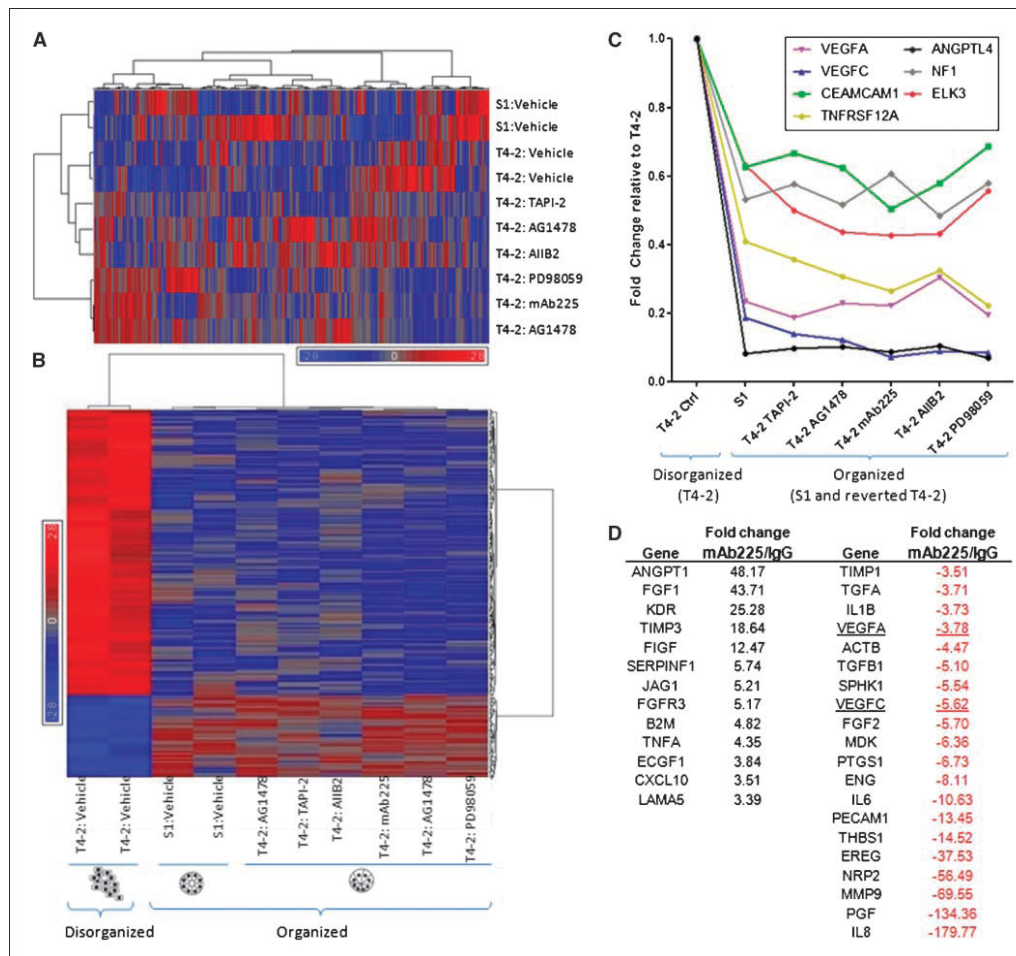 A
S1:Vehicle
S1:Vehicle
T4-2: Vehicle
T4-2: Vehicle
T4-2: TAPI-2
T4-2: AG1478
T4-2: AIIB2
T4-2: PD98059
T4-2: mAb225
T4-2: AG1478
28 0 28
B
28
0
28
T4-2: Vehicle
T4-2: Vehicle
S1:Vehicle
S1:Vehicle
T4-2: AG1478
T4-2: TAPI-2
T4-2: AIIB2
T4-2: mAb225
T4-2: AG1478
T4-2: PD98059
Disorganized
Organized
C
VEGFA
VEGFC
CEAMCAM1
TNFRSF12A
ANGPTL4
NF1
ELK3
Fold Change relative to T4-2
1.0
0.8
0.6
0.4
0.2
0.0
T4-2 Ctrl
S1
T4-2 TAPI-2
T4-2 AG1478
T4-2 mAb225
T4-2 AIIB2
T4-2 PD98059
Disorganized
(T4-2)
Organized
(S1 and reverted T4-2)
D
Gene Fold change mAb225/IgG Gene Fold change mAb225/IgG
ANGPT1 48.17 TIMP1 -3.51
FGF1 43.71 TGFA -3.71
KDR 25.28 IL1B -3.73
TIMP3 18.64 VEGFA -3.78
FIGF 12.47 ACTB -4.47
SERPINF1 5.74 TGFB1 -5.10
JAG1 5.21 SPHK1 -5.54
FGFR3 5.17 VEGFC -5.62
B2M 4.82 FGF2 -5.70
TNFA 4.35 MDK -6.36
ECGF1 3.84 PTGS1 -6.73
CXCL10 3.51 ENG -8.11
LAMA5 3.39 IL6 -10.63
PECAM1 -13.45
THBS1 -14.52
EREG -37.53
NRP2 -56.49
MMP9 -69.55
PGF -134.36
IL8 -179.77